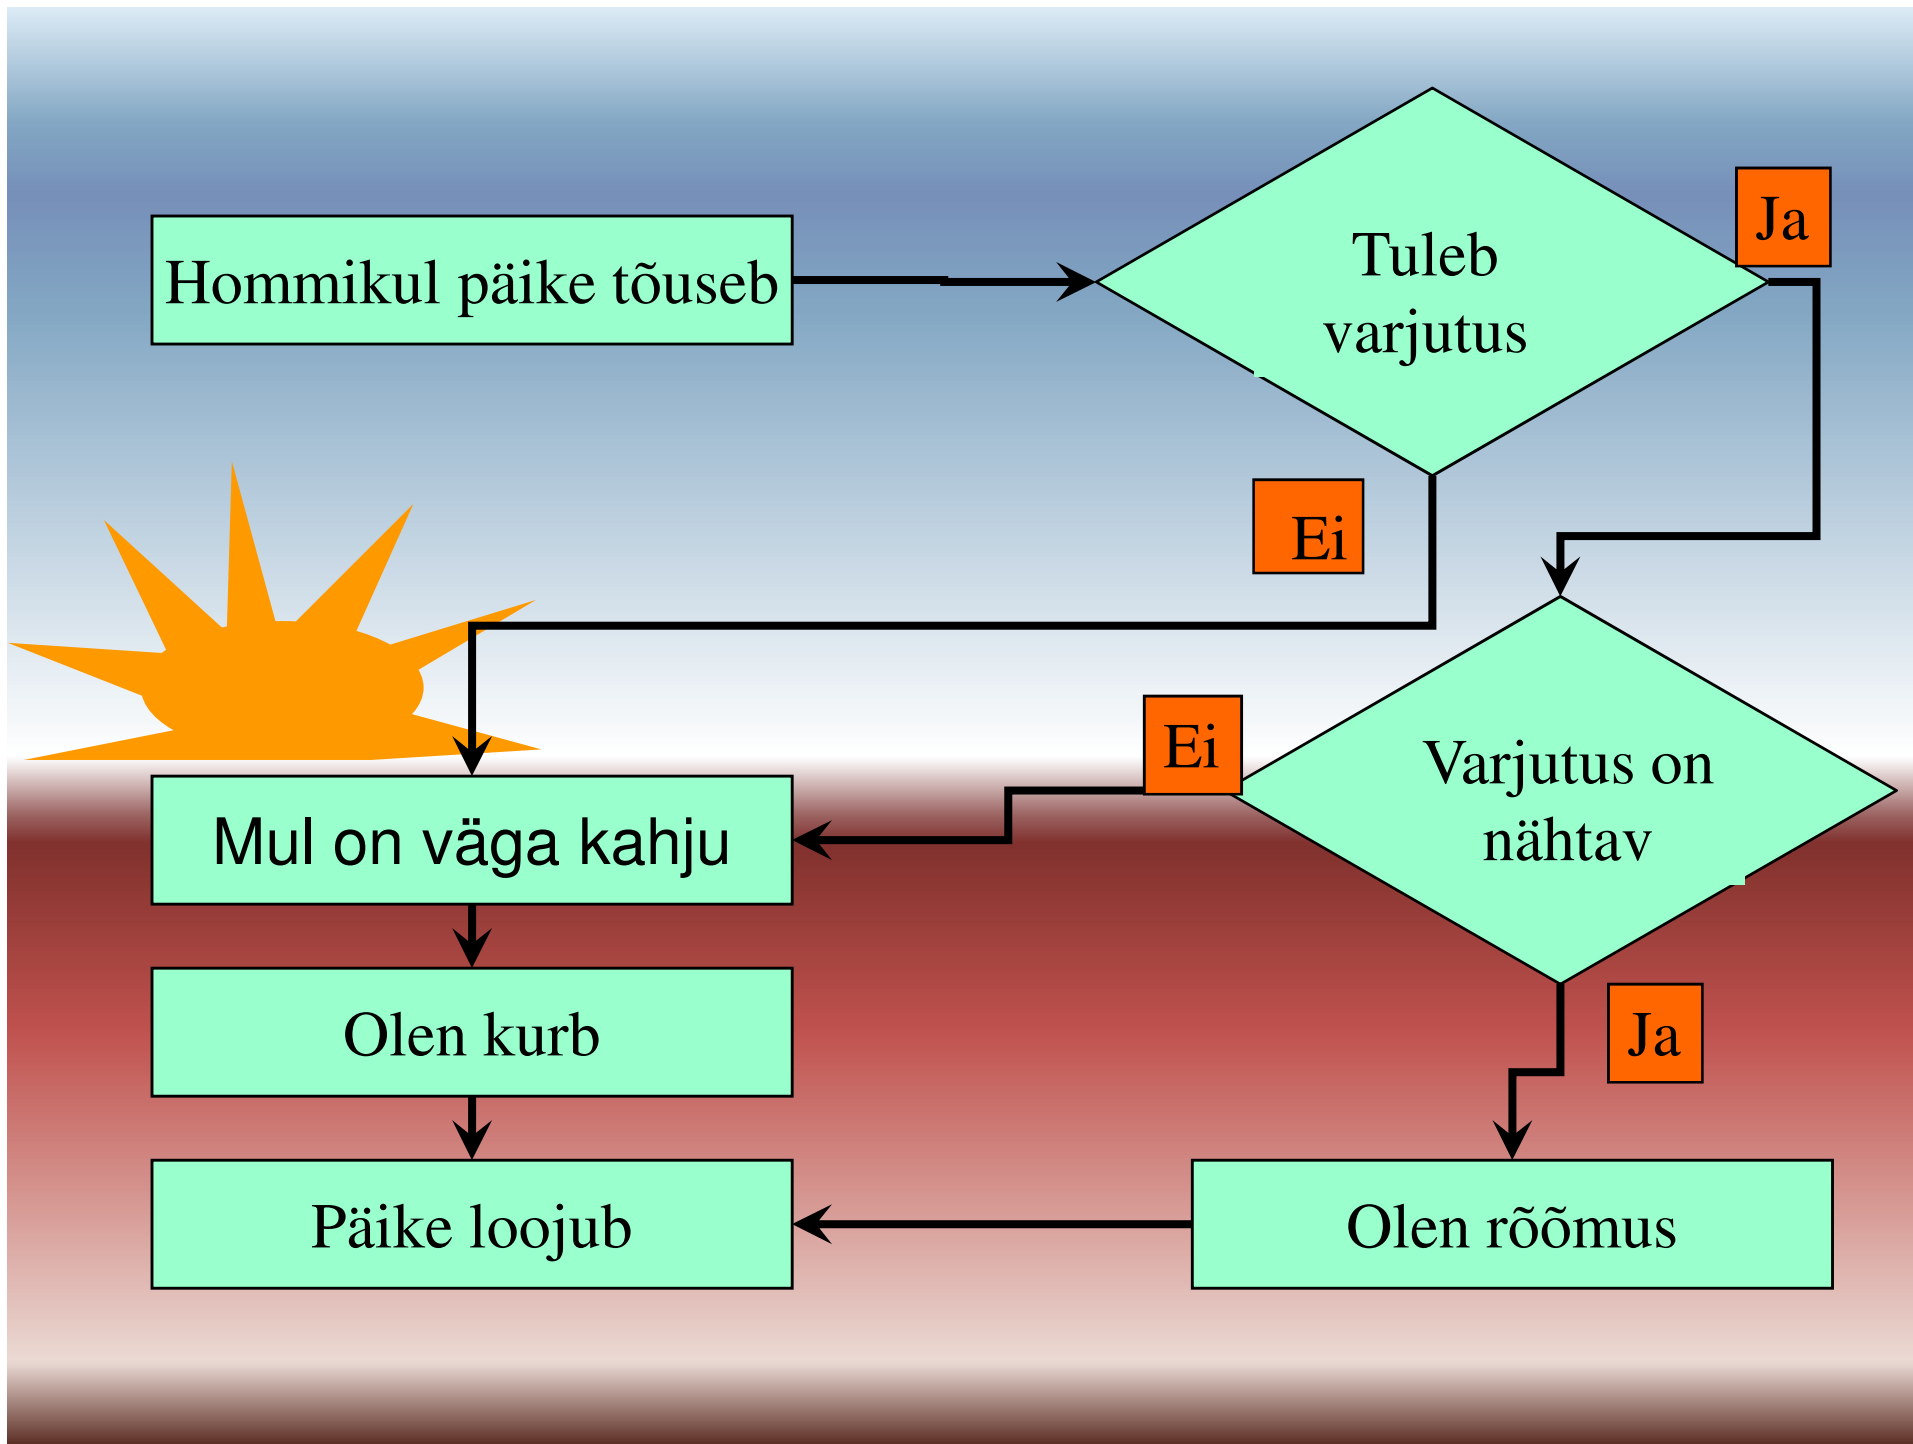 Hommikul päike tõuseb
Tuleb
varjutus
Ja
Ei
Ei
Varjutus on
nähtav
Mul on väga kahju
Olen kurb
Ja
Päike loojub
Olen rõõmus